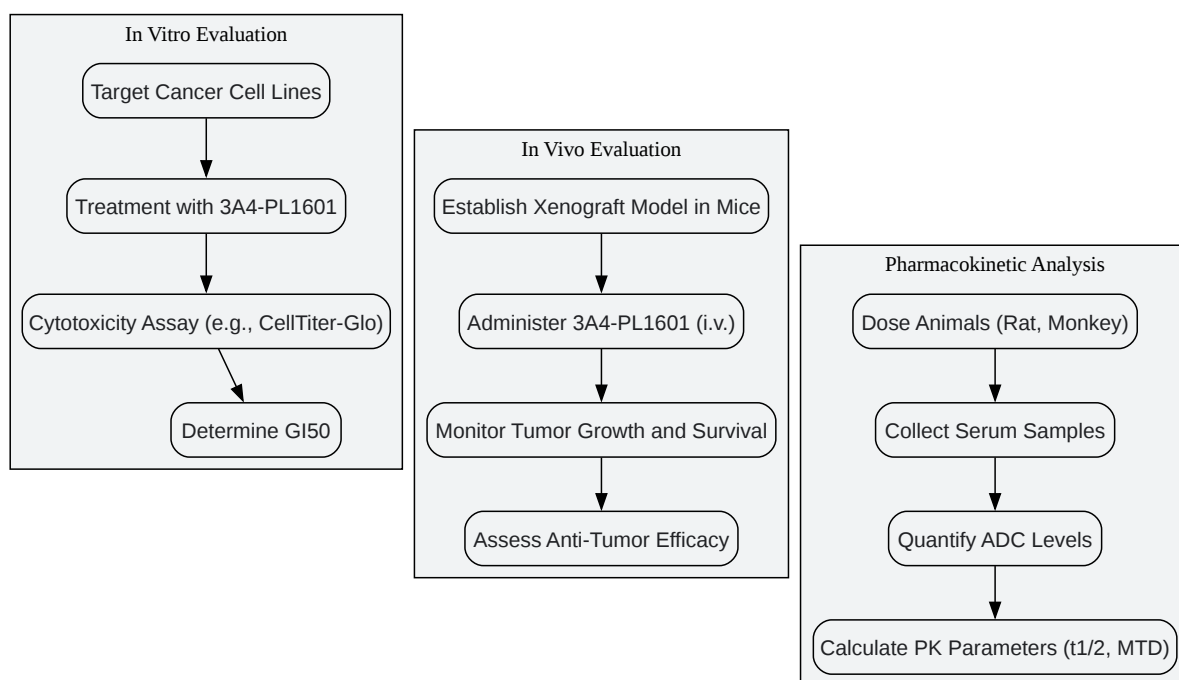 In Vitro Evaluation
Target Cancer Cell Lines
Treatment with 3A4-PL1601
Cytotoxicity Assay (e.g., CellTiter-Glo)
Determine GI50
In Vivo Evaluation
Establish Xenograft Model in Mice
Administer 3A4-PL1601 (i.v.)
Monitor Tumor Growth and Survival
Assess Anti-Tumor Efficacy
Pharmacokinetic Analysis
Dose Animals (Rat, Monkey)
Collect Serum Samples
Quantify ADC Levels
Calculate PK Parameters (t1/2, MTD)